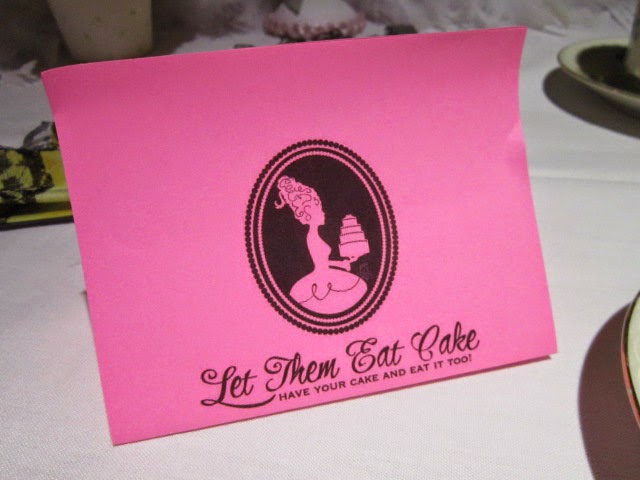 Let Them Eat Cake
HAVE YOUR CAKE AND EAT IT TOO!